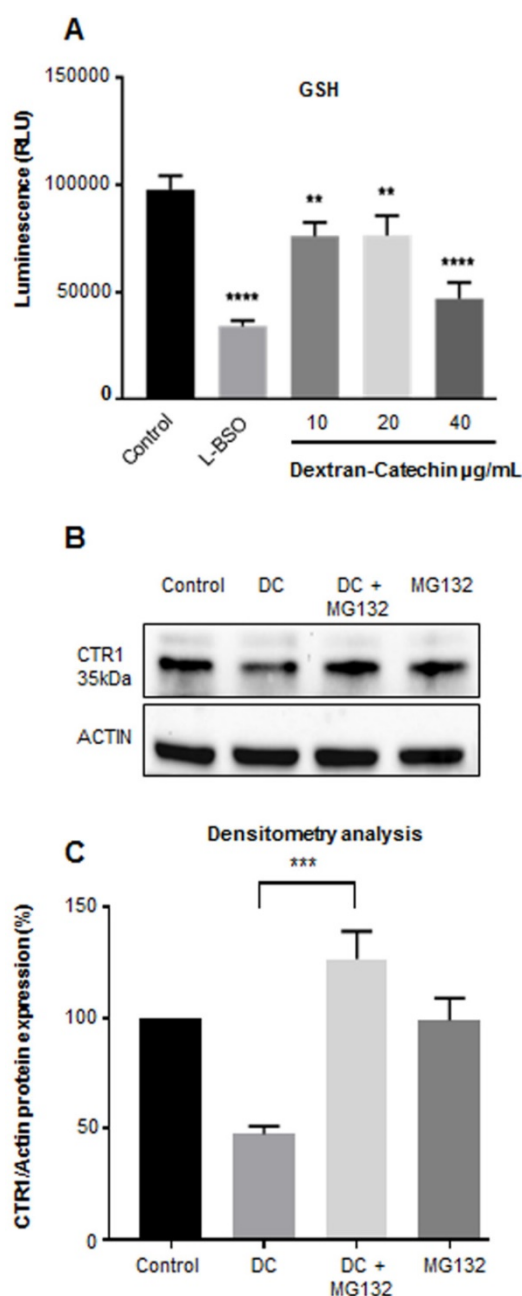 A
GSH
Luminescence (RLU)
150000
100000
50000
0
**
**
****
****
Control
L-BSO
10
20
40
Dextran-Catechin µg/mL
B
Control
DC
DC +
MG132
MG132
CTR1
35kDa
ACTIN
C
Densitometry analysis
***
CTR1/Actin protein expression (%)
150
100
50
0
Control
DC
DC +
MG132
MG132